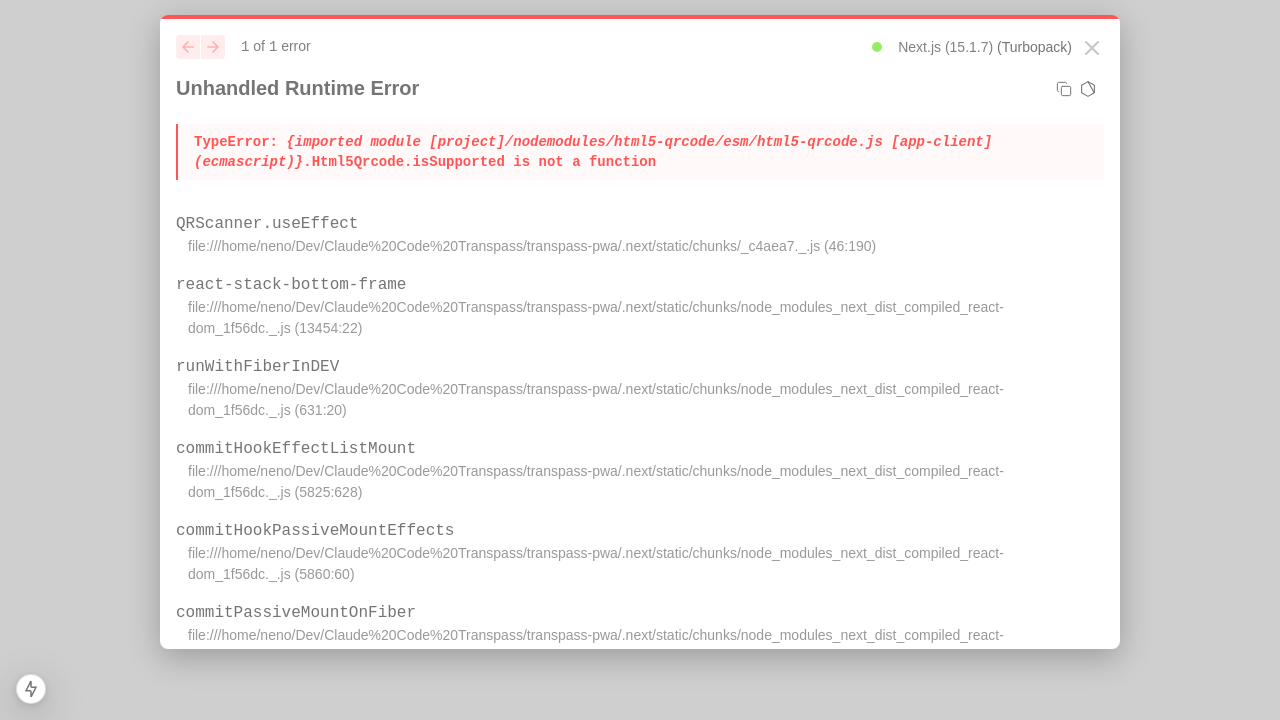 1 of 1 error
Next.js (15.1.7) (Turbopack)
Unhandled Runtime Error
TypeError: {imported module [project]/nodemodules/html5-qrcode/esm/html5-qrcode.js [app-client]
(ecmascript)}.Html5Qrcode.isSupported is not a function
QRScanner.useEffect
file:///home/neno/Dev/Claude%20Code%20Transpass/transpass-pwa/.next/static/chunks/_c4aea7._.js (46:190)
react-stack-bottom-frame
file:///home/neno/Dev/Claude%20Code%20Transpass/transpass-pwa/.next/static/chunks/node_modules_next_dist_compiled_react-
dom_1f56dc._.js (13454:22)
runWithFiberInDEV
file:///home/neno/Dev/Claude%20Code%20Transpass/transpass-pwa/.next/static/chunks/node_modules_next_dist_compiled_react-
dom_1f56dc._.js (631:20)
commitHookEffectListMount
file:///home/neno/Dev/Claude%20Code%20Transpass/transpass-pwa/.next/static/chunks/node_modules_next_dist_compiled_react-
dom_1f56dc._.js (5825:628)
commitHookPassiveMountEffects
file:///home/neno/Dev/Claude%20Code%20Transpass/transpass-pwa/.next/static/chunks/node_modules_next_dist_compiled_react-
dom_1f56dc._.js (5860:60)
commitPassiveMountOnFiber
file:///home/neno/Dev/Claude%20Code%20Transpass/transpass-pwa/.next/static/chunks/node_modules_next_dist_compiled_react-